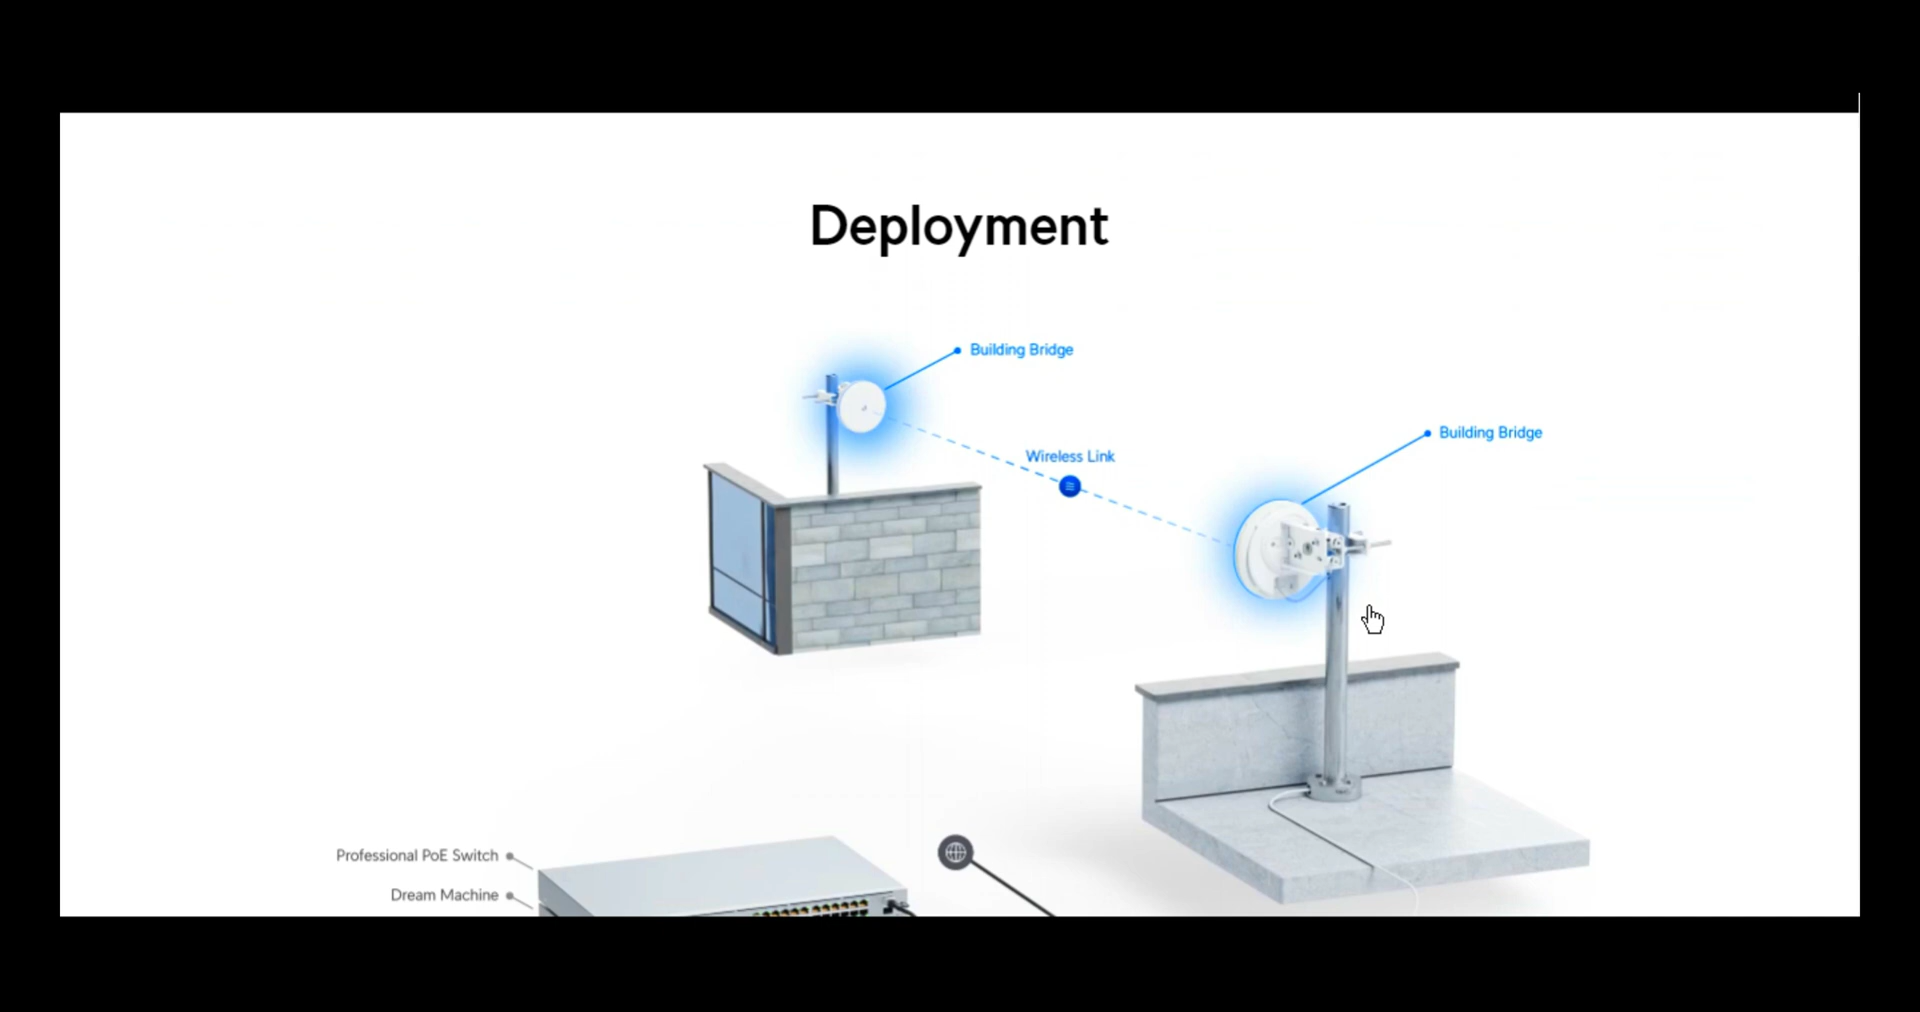 Deployment
Building Bridge
Building Bridge
Wireless Link
Professional PoE Switch
Dream Machine